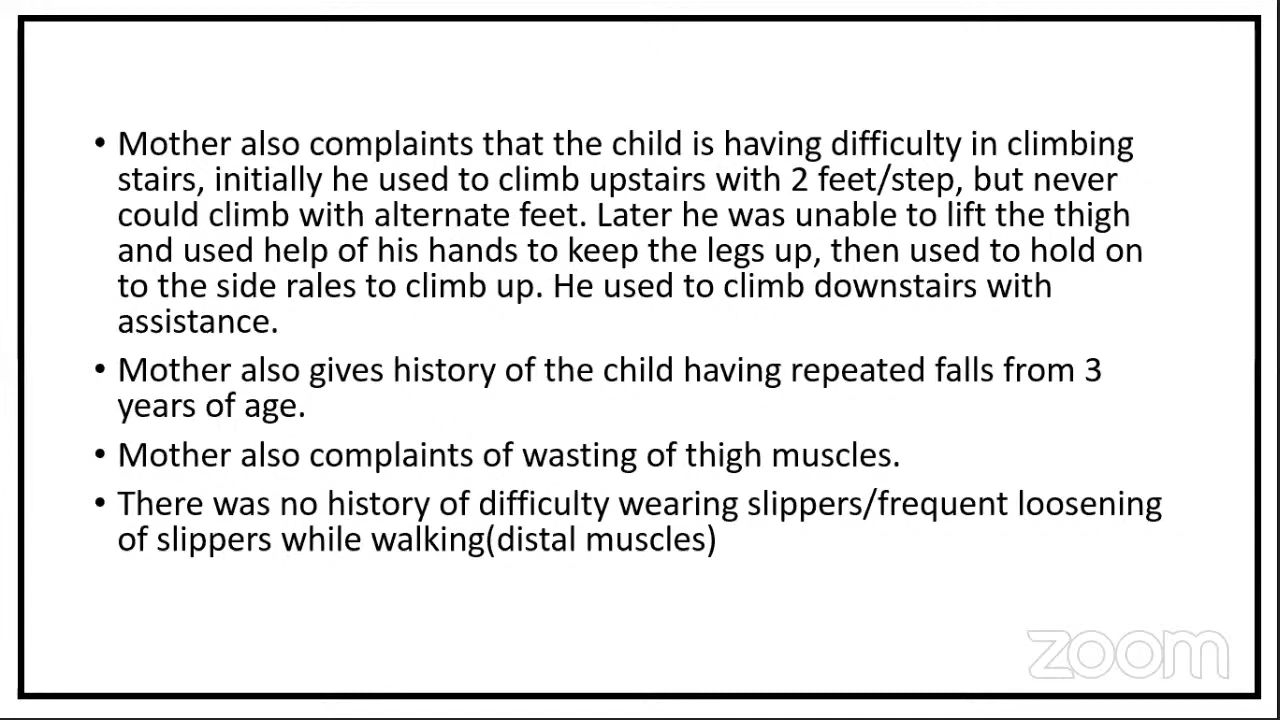 • Mother also complaints that the child is having difficulty in climbing
stairs, initially he used to climb upstairs with 2 feet/step, but never
could climb with alternate feet. Later he was unable to lift the thigh
and used help of his hands to keep the legs up, then used to hold on
to the side rales to climb up. He used to climb downstairs with
assistance.
• Mother also gives history of the child having repeated falls from 3
years of age.
• Mother also complaints of wasting of thigh muscles.
• There was no history of difficulty wearing slippers/frequent loosening
of slippers while walking(distal muscles)
zoom